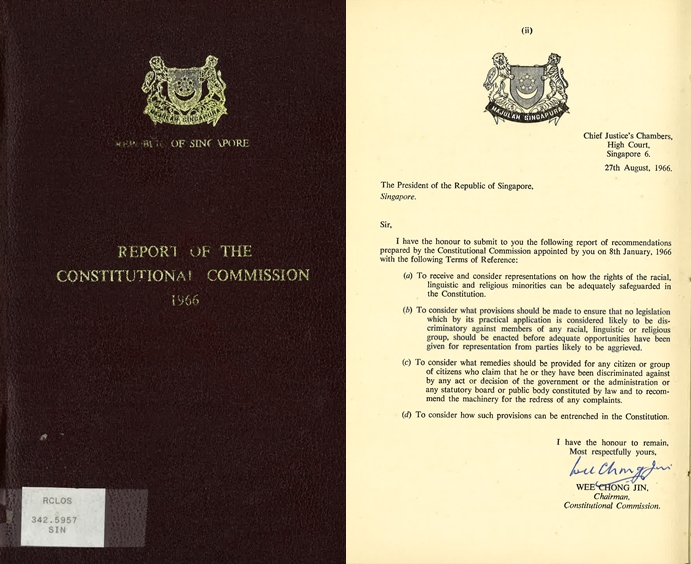 MAJULAH SINGAPURA
REPUBLIC OF SINGAPORE
REPORT OF THE
CONSTITUTIONAL COMMISSION
1966
RCLOS
342.5957
SIN
(ii)
MAJULAH SINGAPURA
Chief Justice's Chambers,
High Court,
Singapore 6.
27th August, 1966.
The President of the Republic of Singapore,
Singapore.
Sir,
I have the honour to submit to you the following report of recommendations
prepared by the Constitutional Commission appointed by you on 8th January, 1966
with the following Terms of Reference:
(a) To receive and consider representations on how the rights of the racial,
linguistic and religious minorities can be adequately safeguarded in
the Constitution.
(b) To consider what provisions should be made to ensure that no legislation
which by its practical application is considered likely to be dis-
criminatory against members of any racial, linguistic or religious
group, should be enacted before adequate opportunities have been
given for representation from parties likely to be aggrieved.
(c) To consider what remedies should be provided for any citizen or group
of citizens who claim that he or they have been discriminated against
by any act or decision of the government or the administration or
any statutory board or public body constituted by law and to recom-
mend the machinery for the redress of any complaints.
(d) To consider how such provisions can be entrenched in the Constitution.
I have the honour to remain,
Most respectfully yours,
Wee Chong Jin
WEE CHONG JIN.
Chairman,
Constitutional Commission.